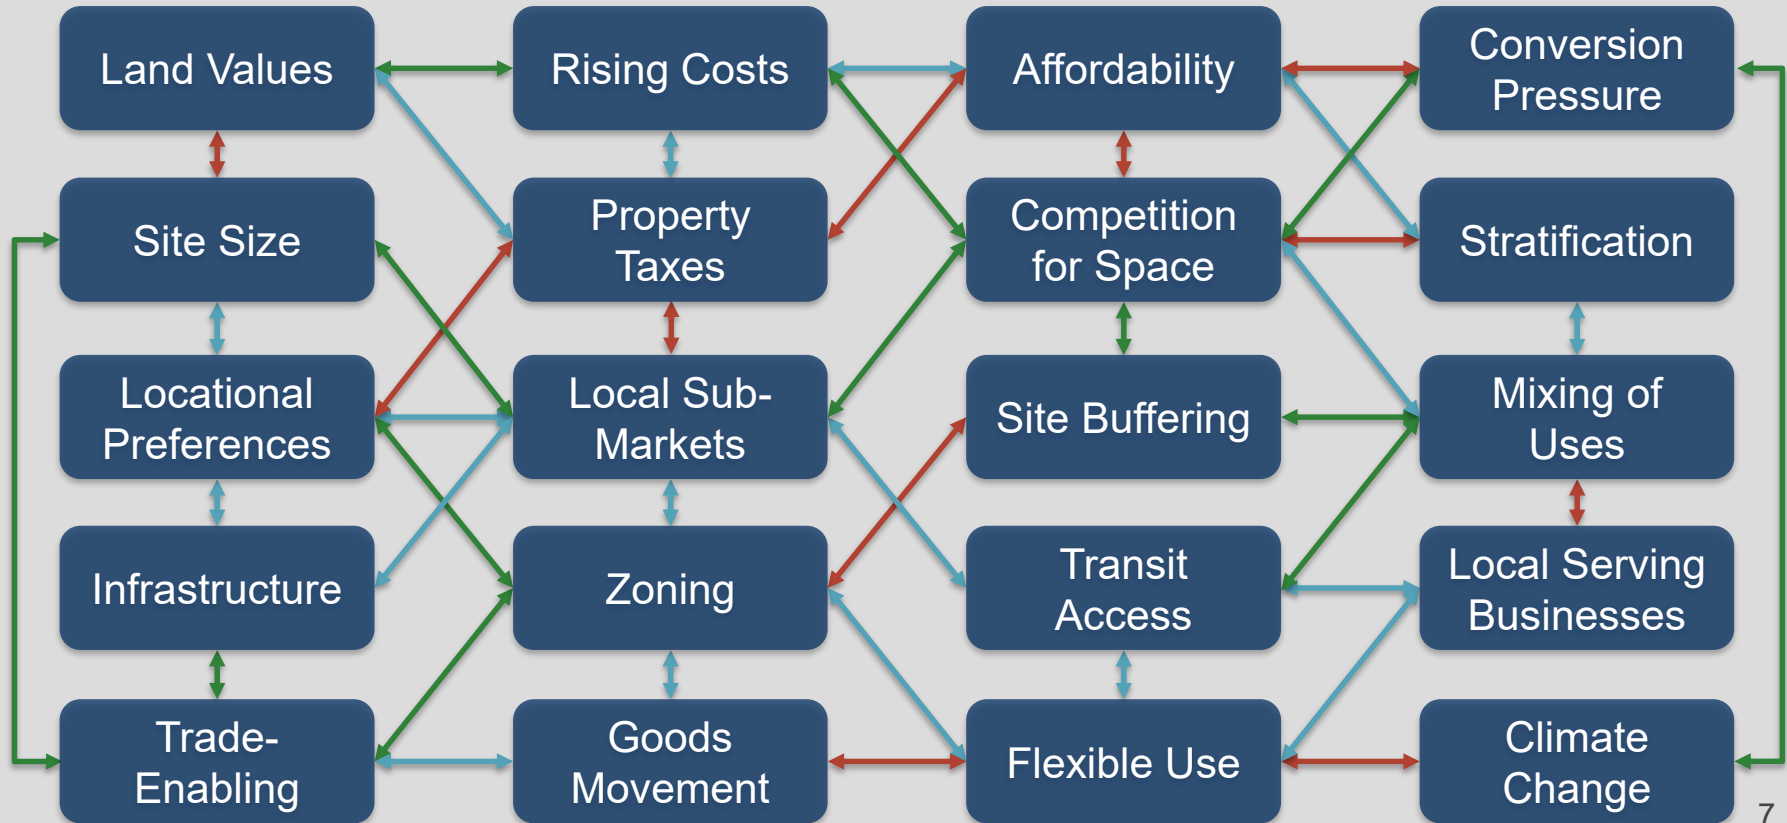 Land Values
Rising Costs
Affordability
Conversion
Pressure
Site Size
Property
Taxes
Competition
for Space
Stratification
Locational
Preferences
Local Sub-
Markets
Site Buffering
Mixing of
Uses
Infrastructure
Zoning
Transit
Access
Local Serving
Businesses
Trade-
Enabling
Goods
Movement
Flexible Use
Climate
Change
7